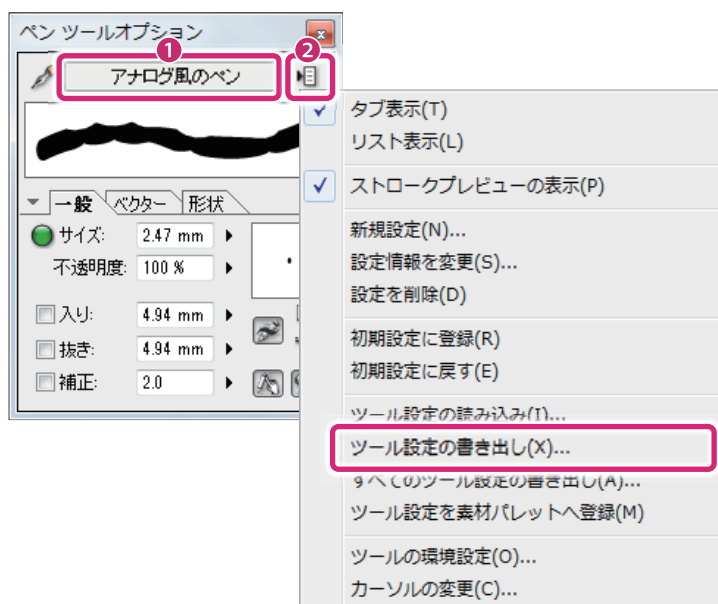 ペン ツールオプション
1
2
アナログ風のペン
一般 ベクター 形状
サイズ: 2.47 mm
不透明度: 100 %
入り: 4.94 mm
抜き: 4.94 mm
補正: 2.0
タブ表示(T)
リスト表示(L)
ストロークプレビューの表示(P)
新規設定(N)...
設定情報を変更(S)...
設定を削除(D)
初期設定に登録(R)
初期設定に戻す(E)
ツール設定の読み込み(I)...
ツール設定の書き出し(X)...
すべてのツール設定の書き出し(A)...
ツール設定を素材パレットへ登録(M)
ツールの環境設定(O)...
カーソルの変更(C)...